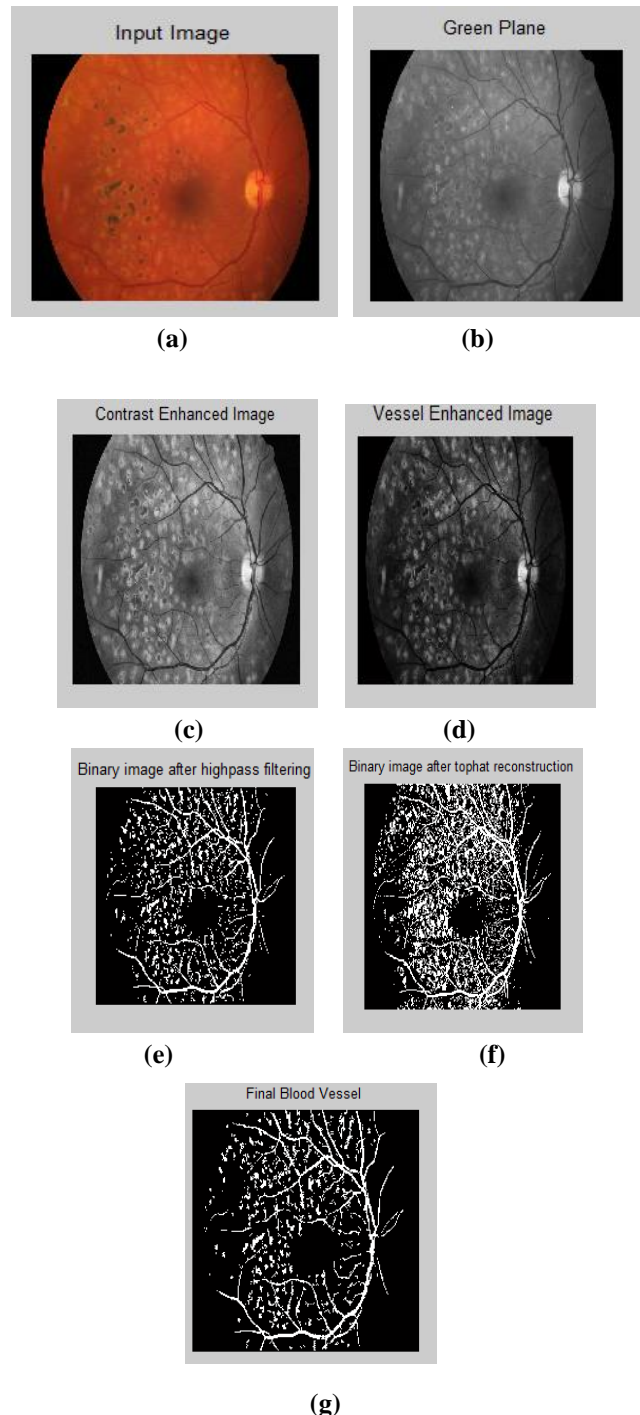 Input Image
Green Plane
(a)
(b)
Contrast Enhanced Image
Vessel Enhanced Image
(c)
(d)
Binary image after highpass filtering
Binary image after tophat reconstruction
(e)
(f)
Final Blood Vessel
(g)